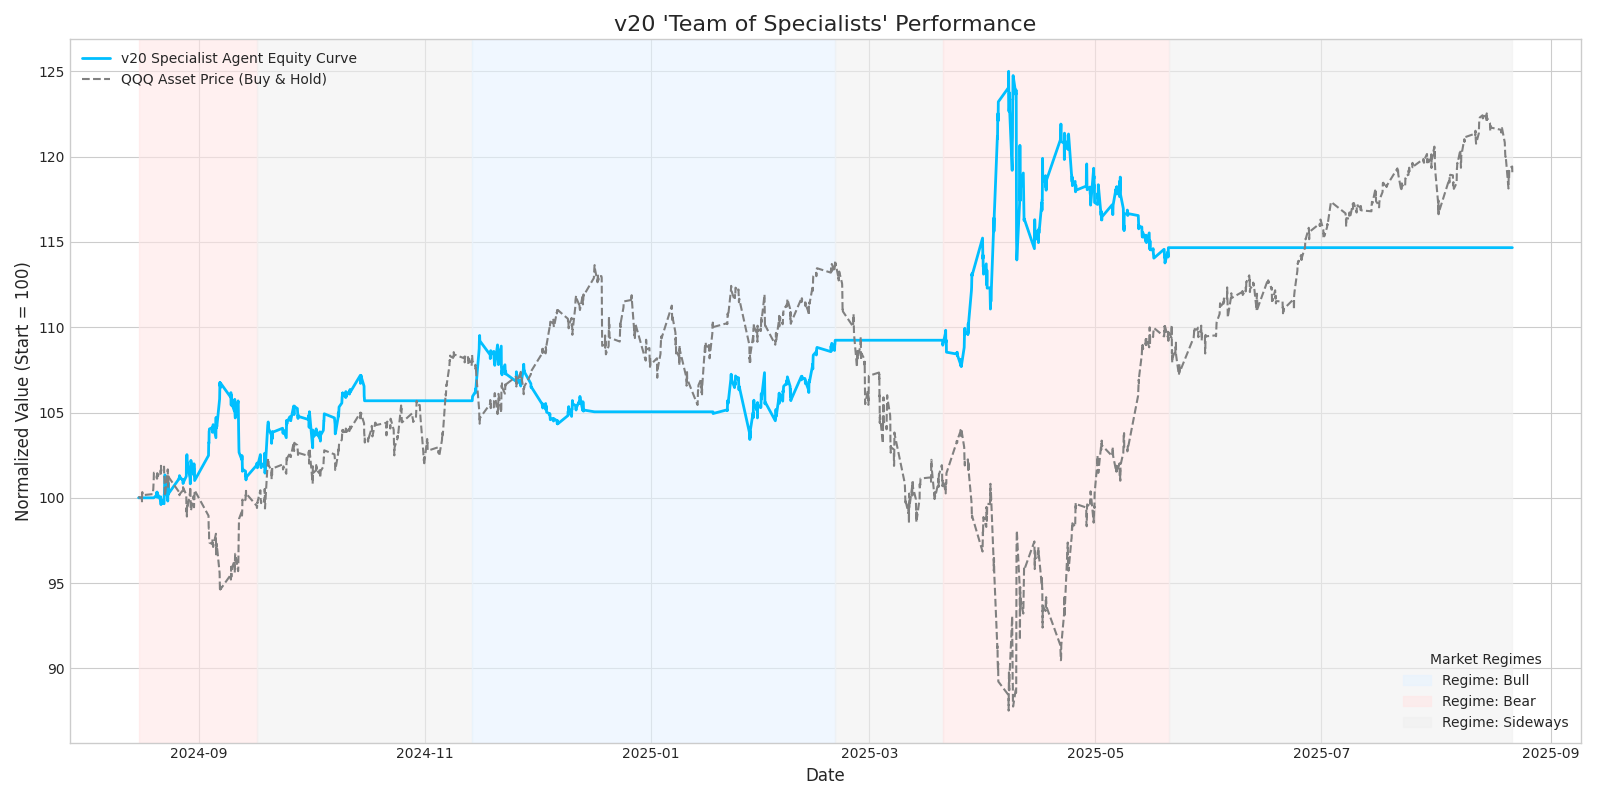 v20 'Team of Specialists' Performance
v20 Specialist Agent Equity Curve
QQQ Asset Price (Buy & Hold)
Normalized Value (Start = 100)
125
120
115
110
105
100
95
90
Market Regimes
Regime: Bull
Regime: Bear
Regime: Sideways
2024-09
2024-11
2025-01
2025-03
2025-05
2025-07
2025-09
Date